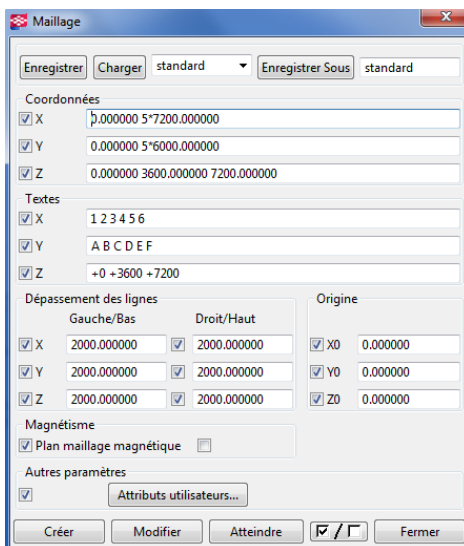 Maillage
Enregistrer Charger standard Enregistrer Sous standard
Coordonnées
X 0.000000 5*7200.000000
Y 0.000000 5*6000.000000
Z 0.000000 3600.000000 7200.000000
Textes
X 1 2 3 4 5 6
Y A B C D E F
Z +0 +3600 +7200
Dépassement des lignes Origine
Gauche/Bas Droit/Haut
X 2000.000000 2000.000000 X0 0.000000
Y 2000.000000 2000.000000 Y0 0.000000
Z 2000.000000 2000.000000 Z0 0.000000
Magnétisme
Plan maillage magnétique
Autres paramètres
Attributs utilisateurs...
Créer Modifier Atteindre / Fermer